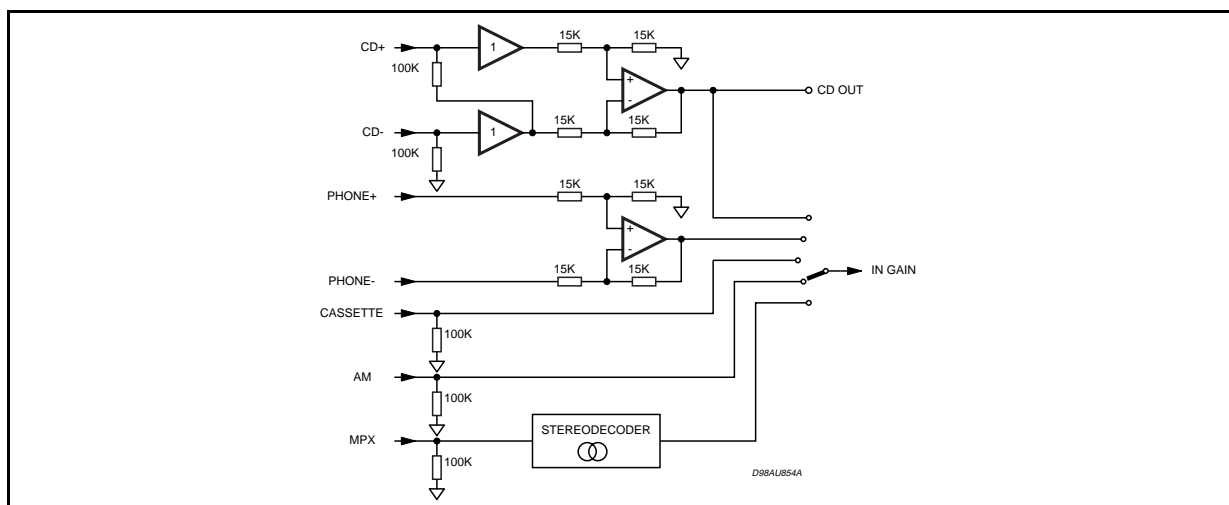 15K 15K
CD+ 1
100K
+
- CD OUT
15K 15K
CD- 1
100K
15K 15K
PHONE+
+
-
15K 15K
IN GAIN
PHONE-
CASSETTE
100K
AM
100K
STEREODECODER
MPX
100K
D98AU854A